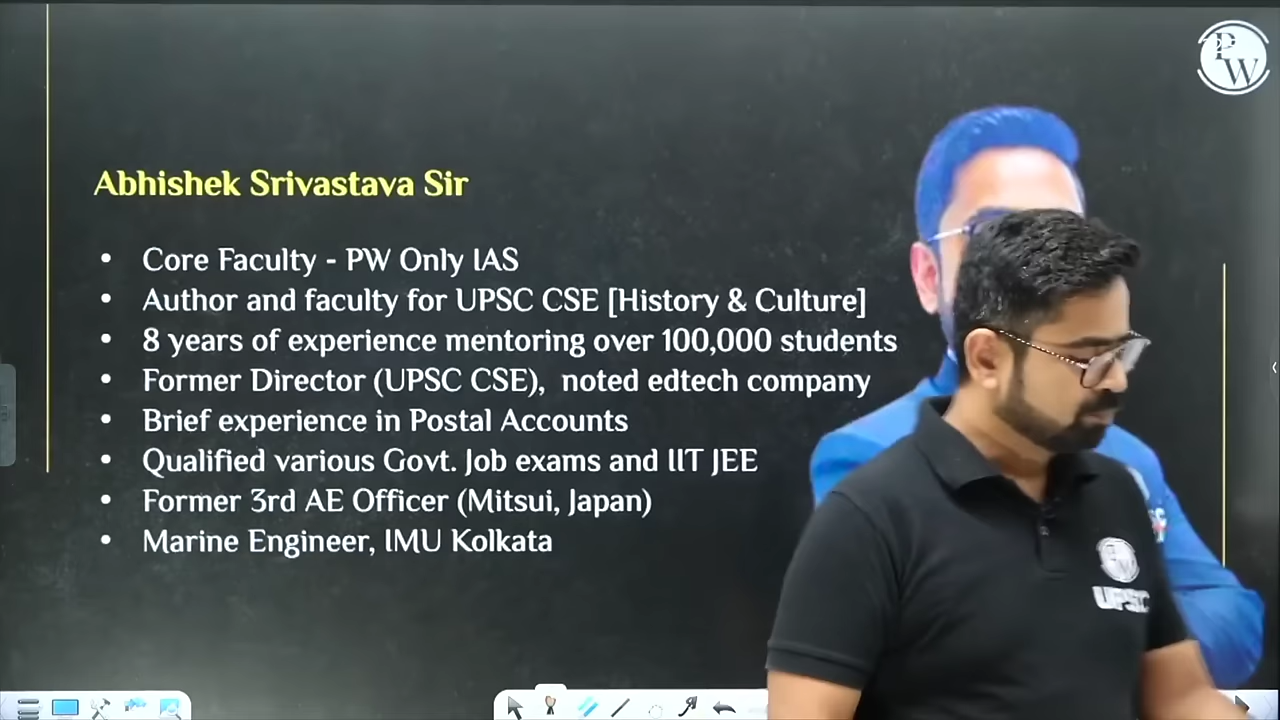 PW
Abhishek Srivastava Sir
• Core Faculty - PW Only IAS
• Author and faculty for UPSC CSE [History & Culture]
• 8 years of experience mentoring over 100,000 students
• Former Director (UPSC CSE), noted edtech company
• Brief experience in Postal Accounts
• Qualified various Govt. Job exams and IIT JEE
• Former 3rd AE Officer (Mitsui, Japan)
• Marine Engineer, IMU Kolkata
PW
UPSC